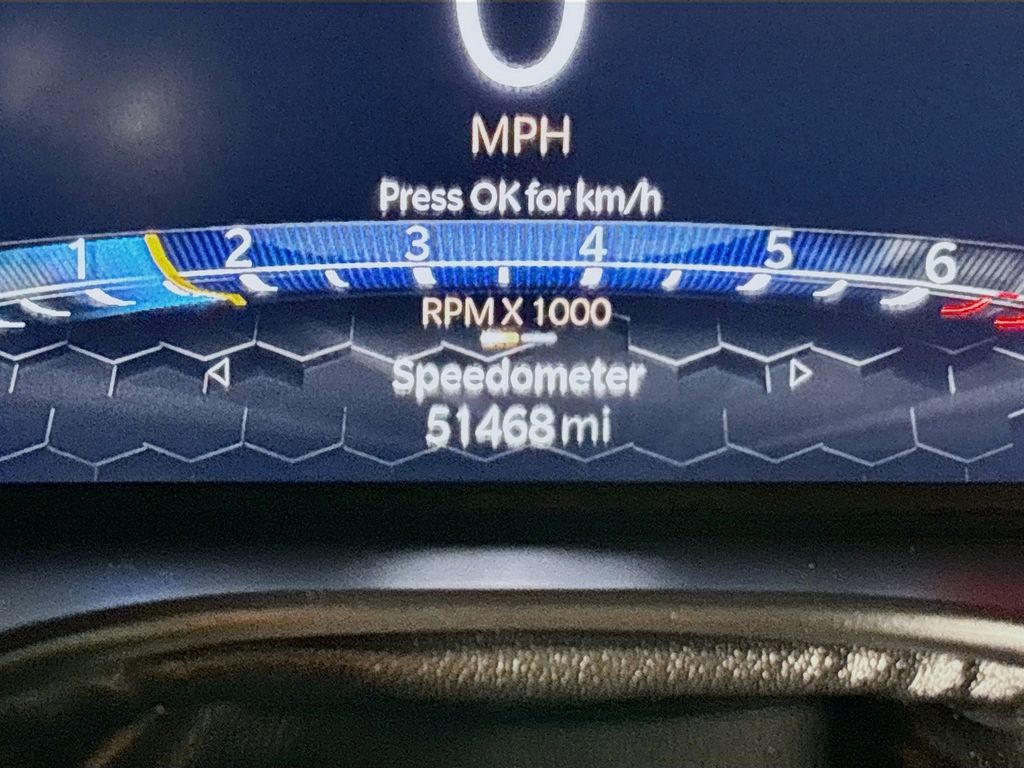 0
MPH
Press OK for km/h
1 2 3 4 5 6
RPM X 1000
Speedometer
51468 mi